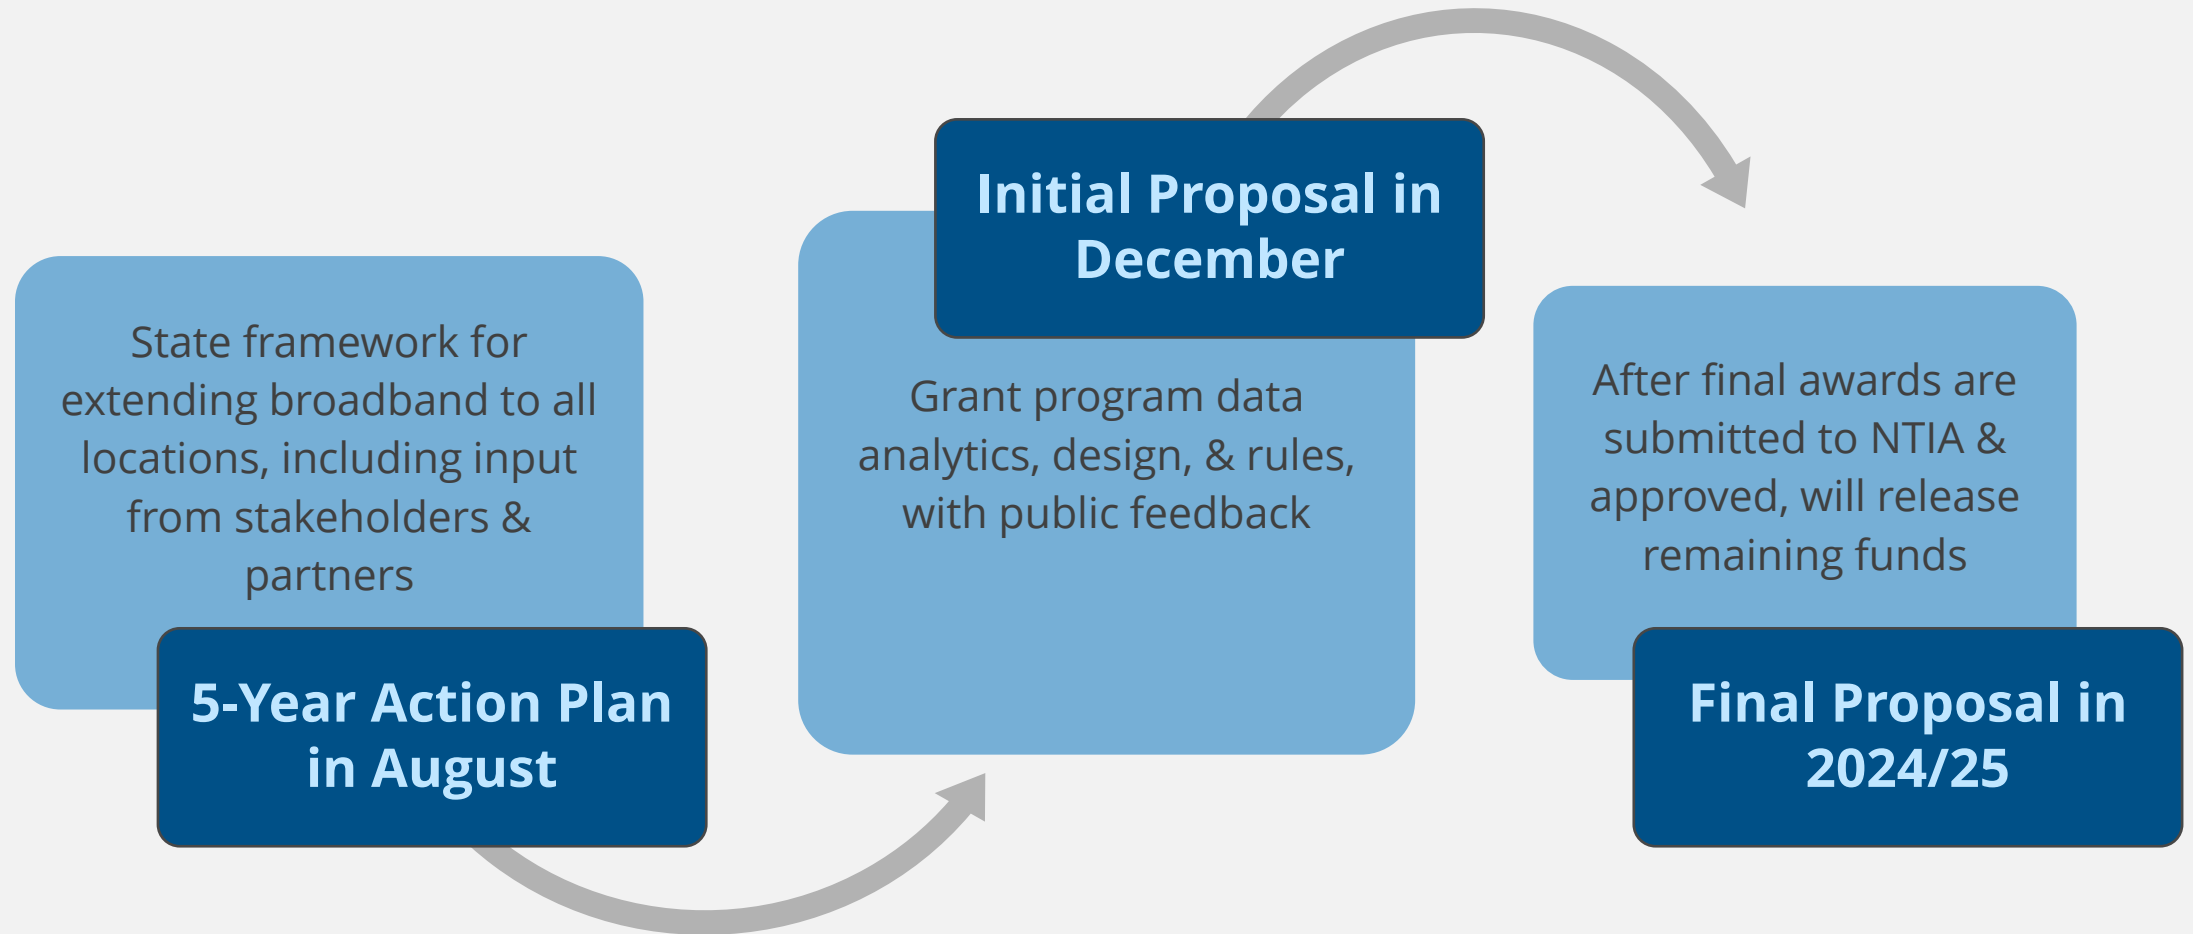 State framework for
extending broadband to all
locations, including input
from stakeholders &
partners
5-Year Action Plan
in August
Initial Proposal in
December
Grant program data
analytics, design, & rules,
with public feedback
After final awards are
submitted to NTIA &
approved, will release
remaining funds
Final Proposal in
2024/25